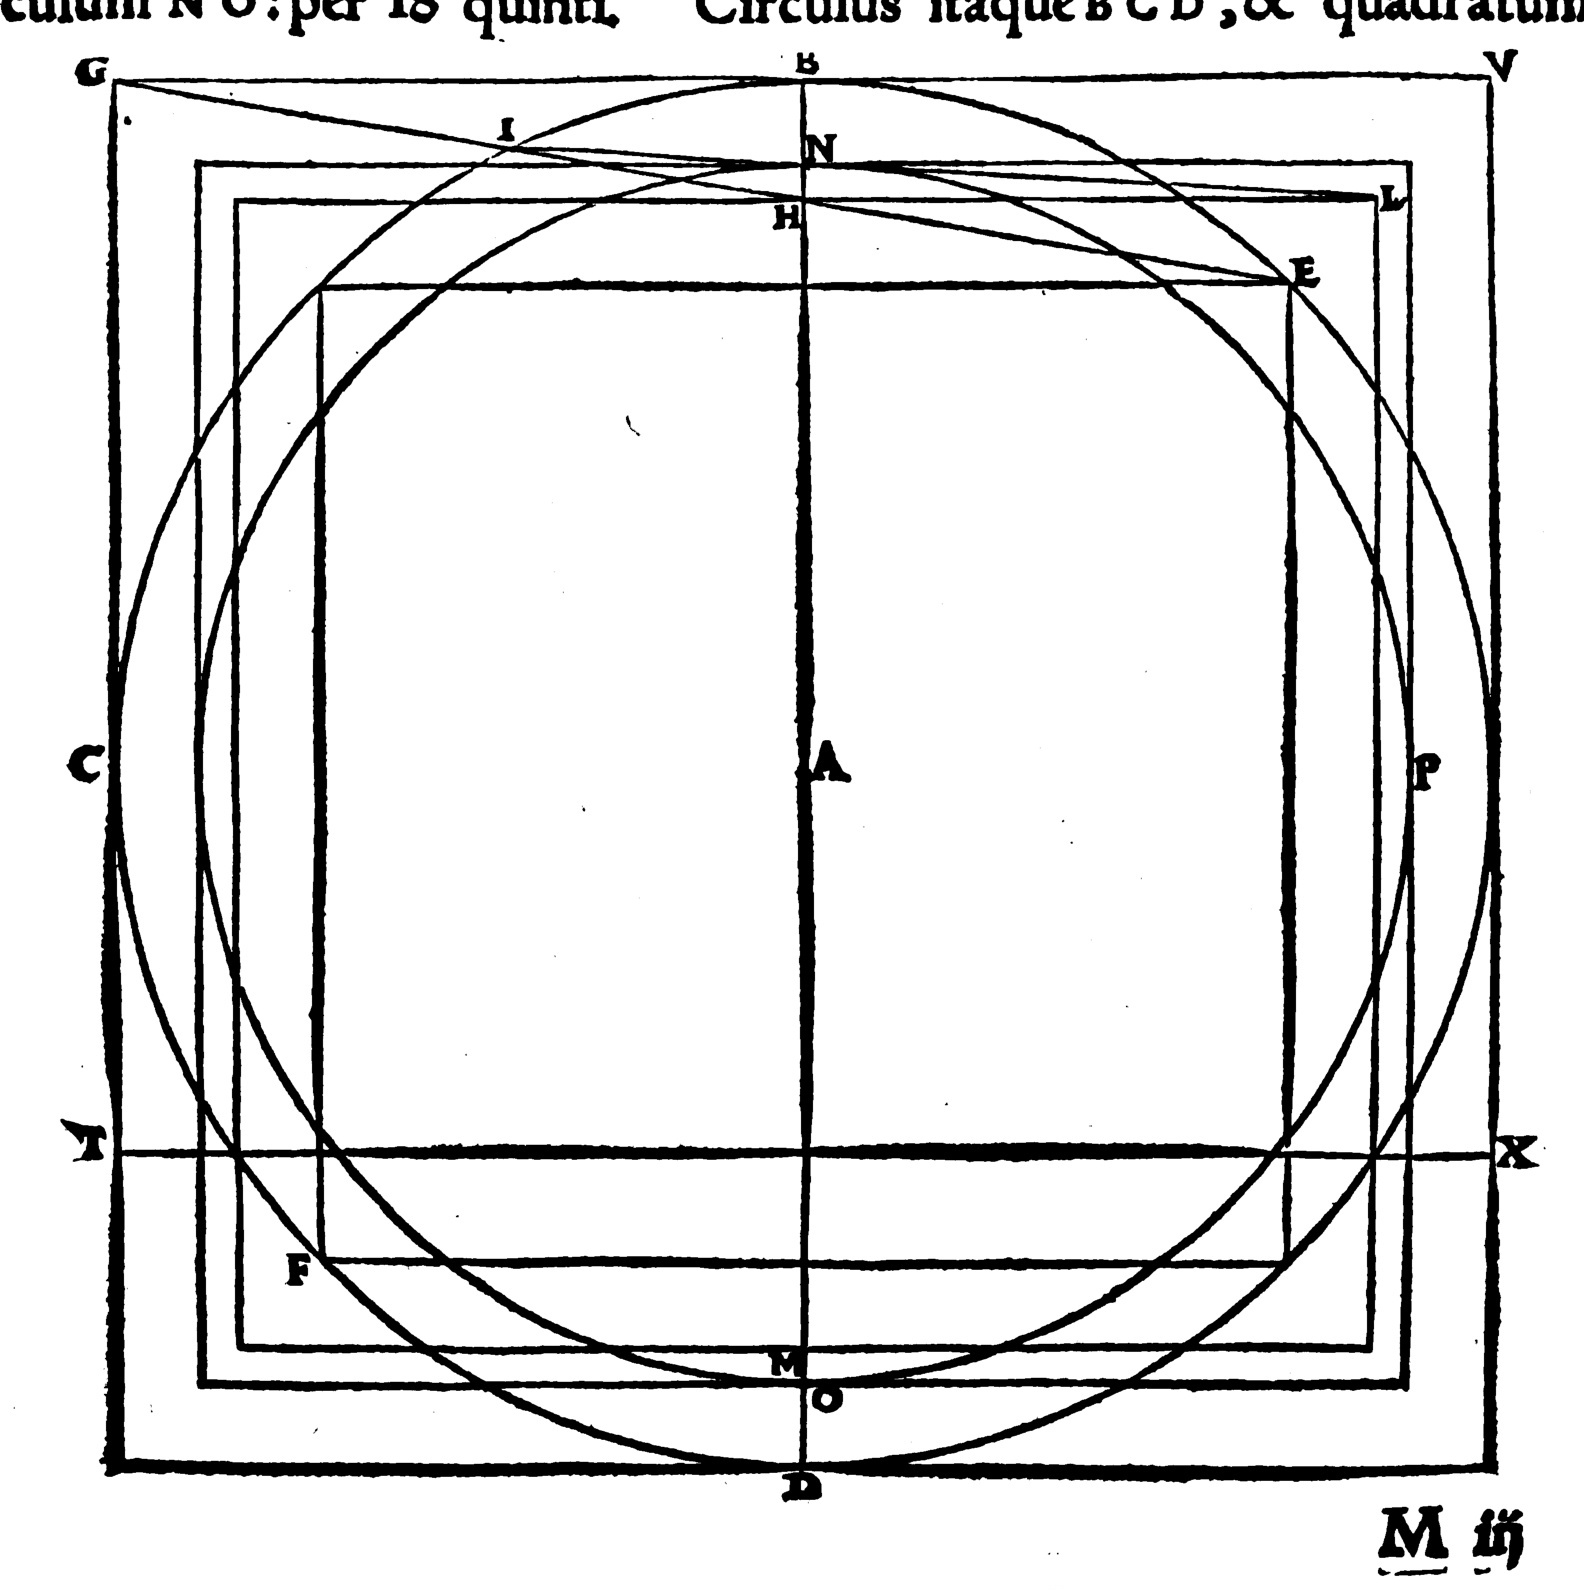 culum N O: per 18 quinti. Circulus itaque B C D, & quadratum
G B V
I
N
L
H
E
C A P
T X
F
M
O
D
M iij